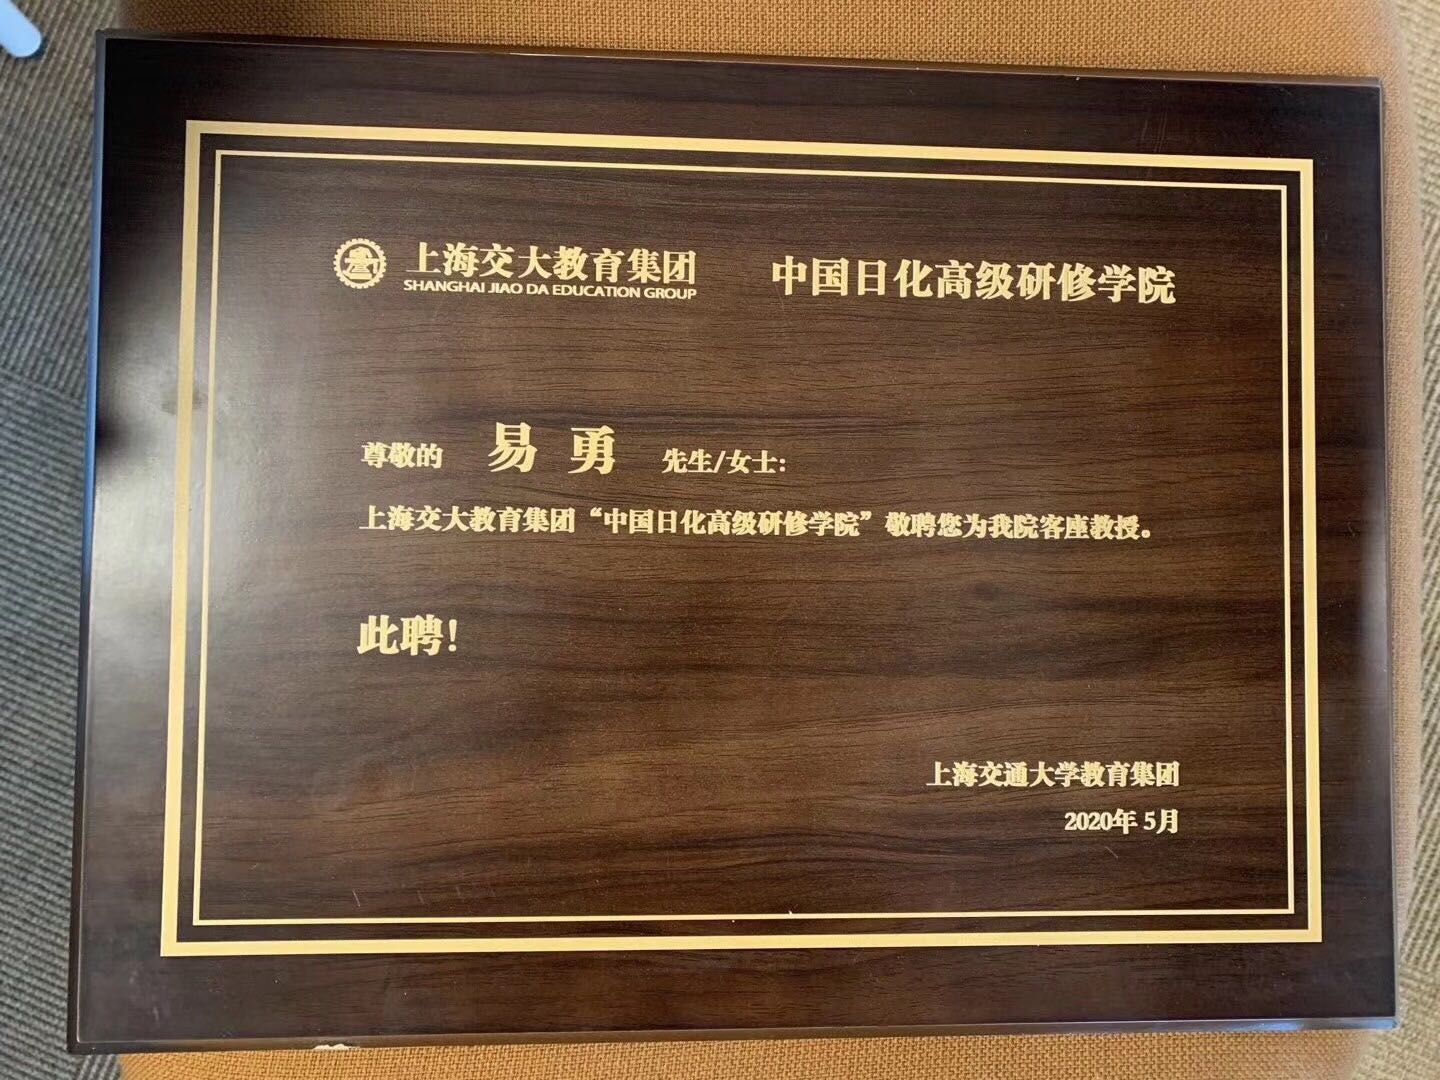 上海交大教育集团
SHANGHAI JIAO DA EDUCATION GROUP
中国日化高级研修学院
尊敬的 易勇 先生/女士:
上海交大教育集团“中国日化高级研修学院”敬聘您为我院客座教授。
此聘!
上海交通大学教育集团
2020年 5月